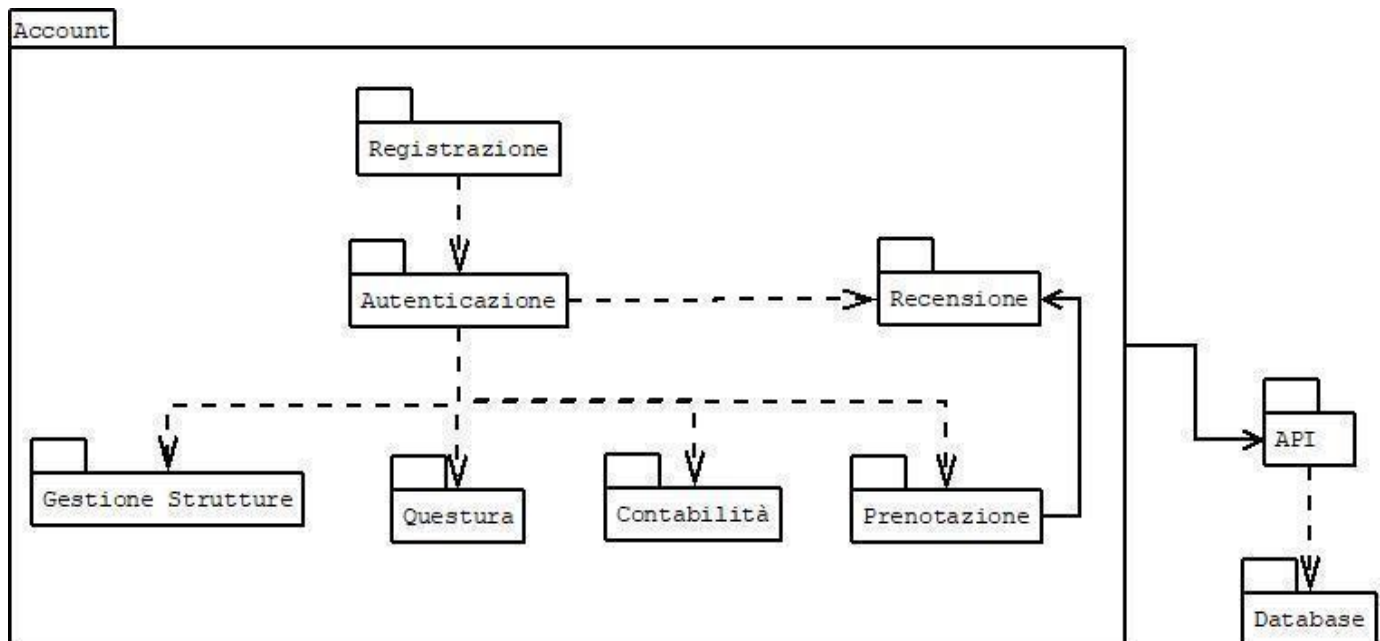 Account
Registrazione
Autenticazione
Recensione
API
Gestione Strutture
Questura
Contabilità
Prenotazione
Database